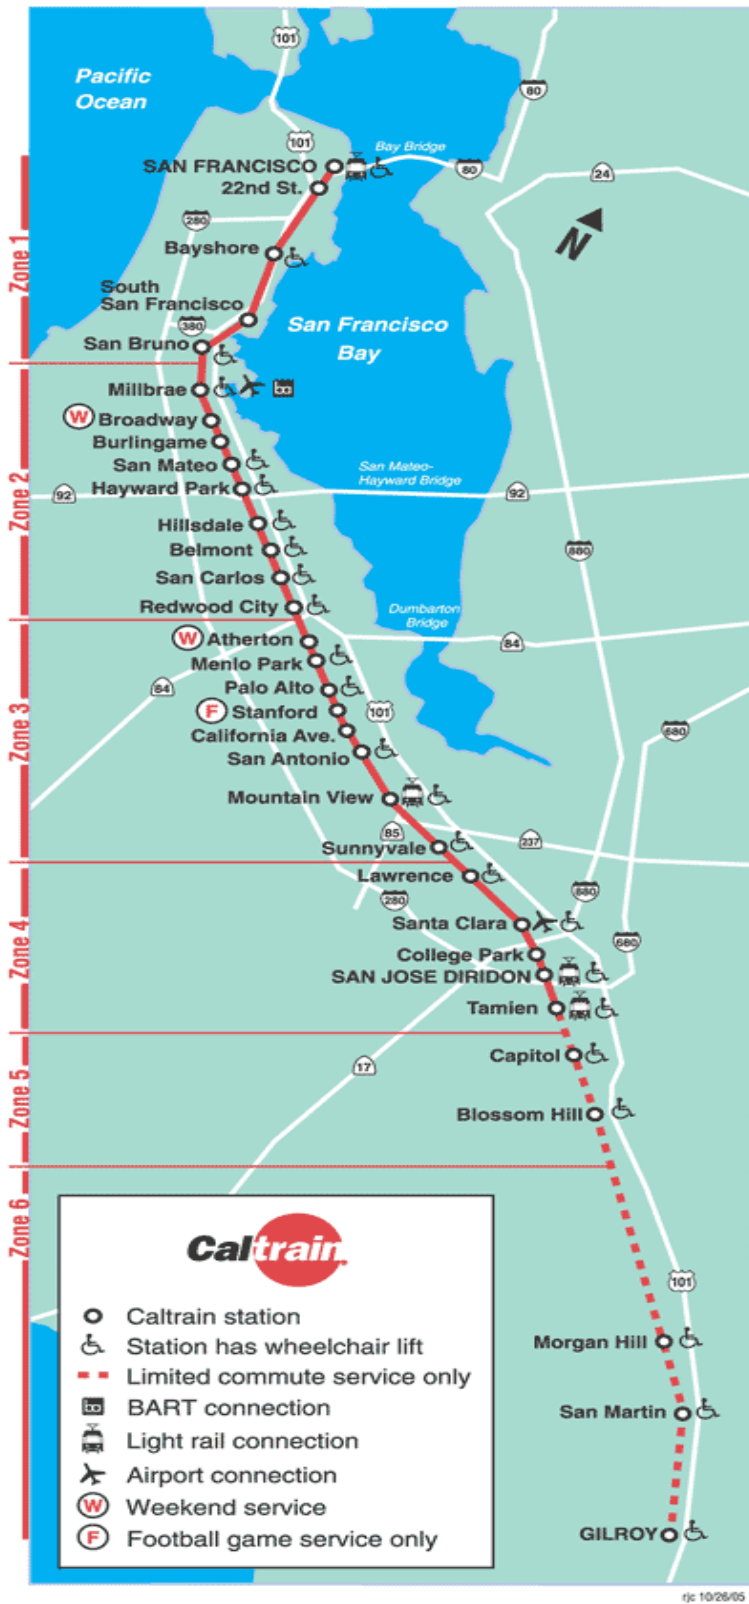 101
Pacific
Ocean
80
101
Bay Bridge
SAN FRANCISCO
80
24
22nd St.
280
N
Zone 1
Bayshore
South
San Francisco
380
San Francisco
Bay
San Bruno
Millbrae
W
Broadway
Burlingame
San Mateo
San Mateo-
Hayward Bridge
Zone 2
92
Hayward Park
92
Hillsdale
Belmont
880
San Carlos
Redwood City
Dumbarton
Bridge
W
Atherton
84
Menlo Park
84
Palo Alto
F
Stanford
101
Zone 3
California Ave.
680
San Antonio
Mountain View
85
237
Sunnyvale
Lawrence
280
880
Santa Clara
Zone 4
680
College Park
SAN JOSE DIRIDON
Tamien
Capitol
17
Zone 5
Blossom Hill
Zone 6
Caltrain
101
Caltrain station
Station has wheelchair lift
Morgan Hill
Limited commute service only
BART connection
San Martin
Light rail connection
Airport connection
W
Weekend service
F
Football game service only
GILROY
rjc 10/26/05